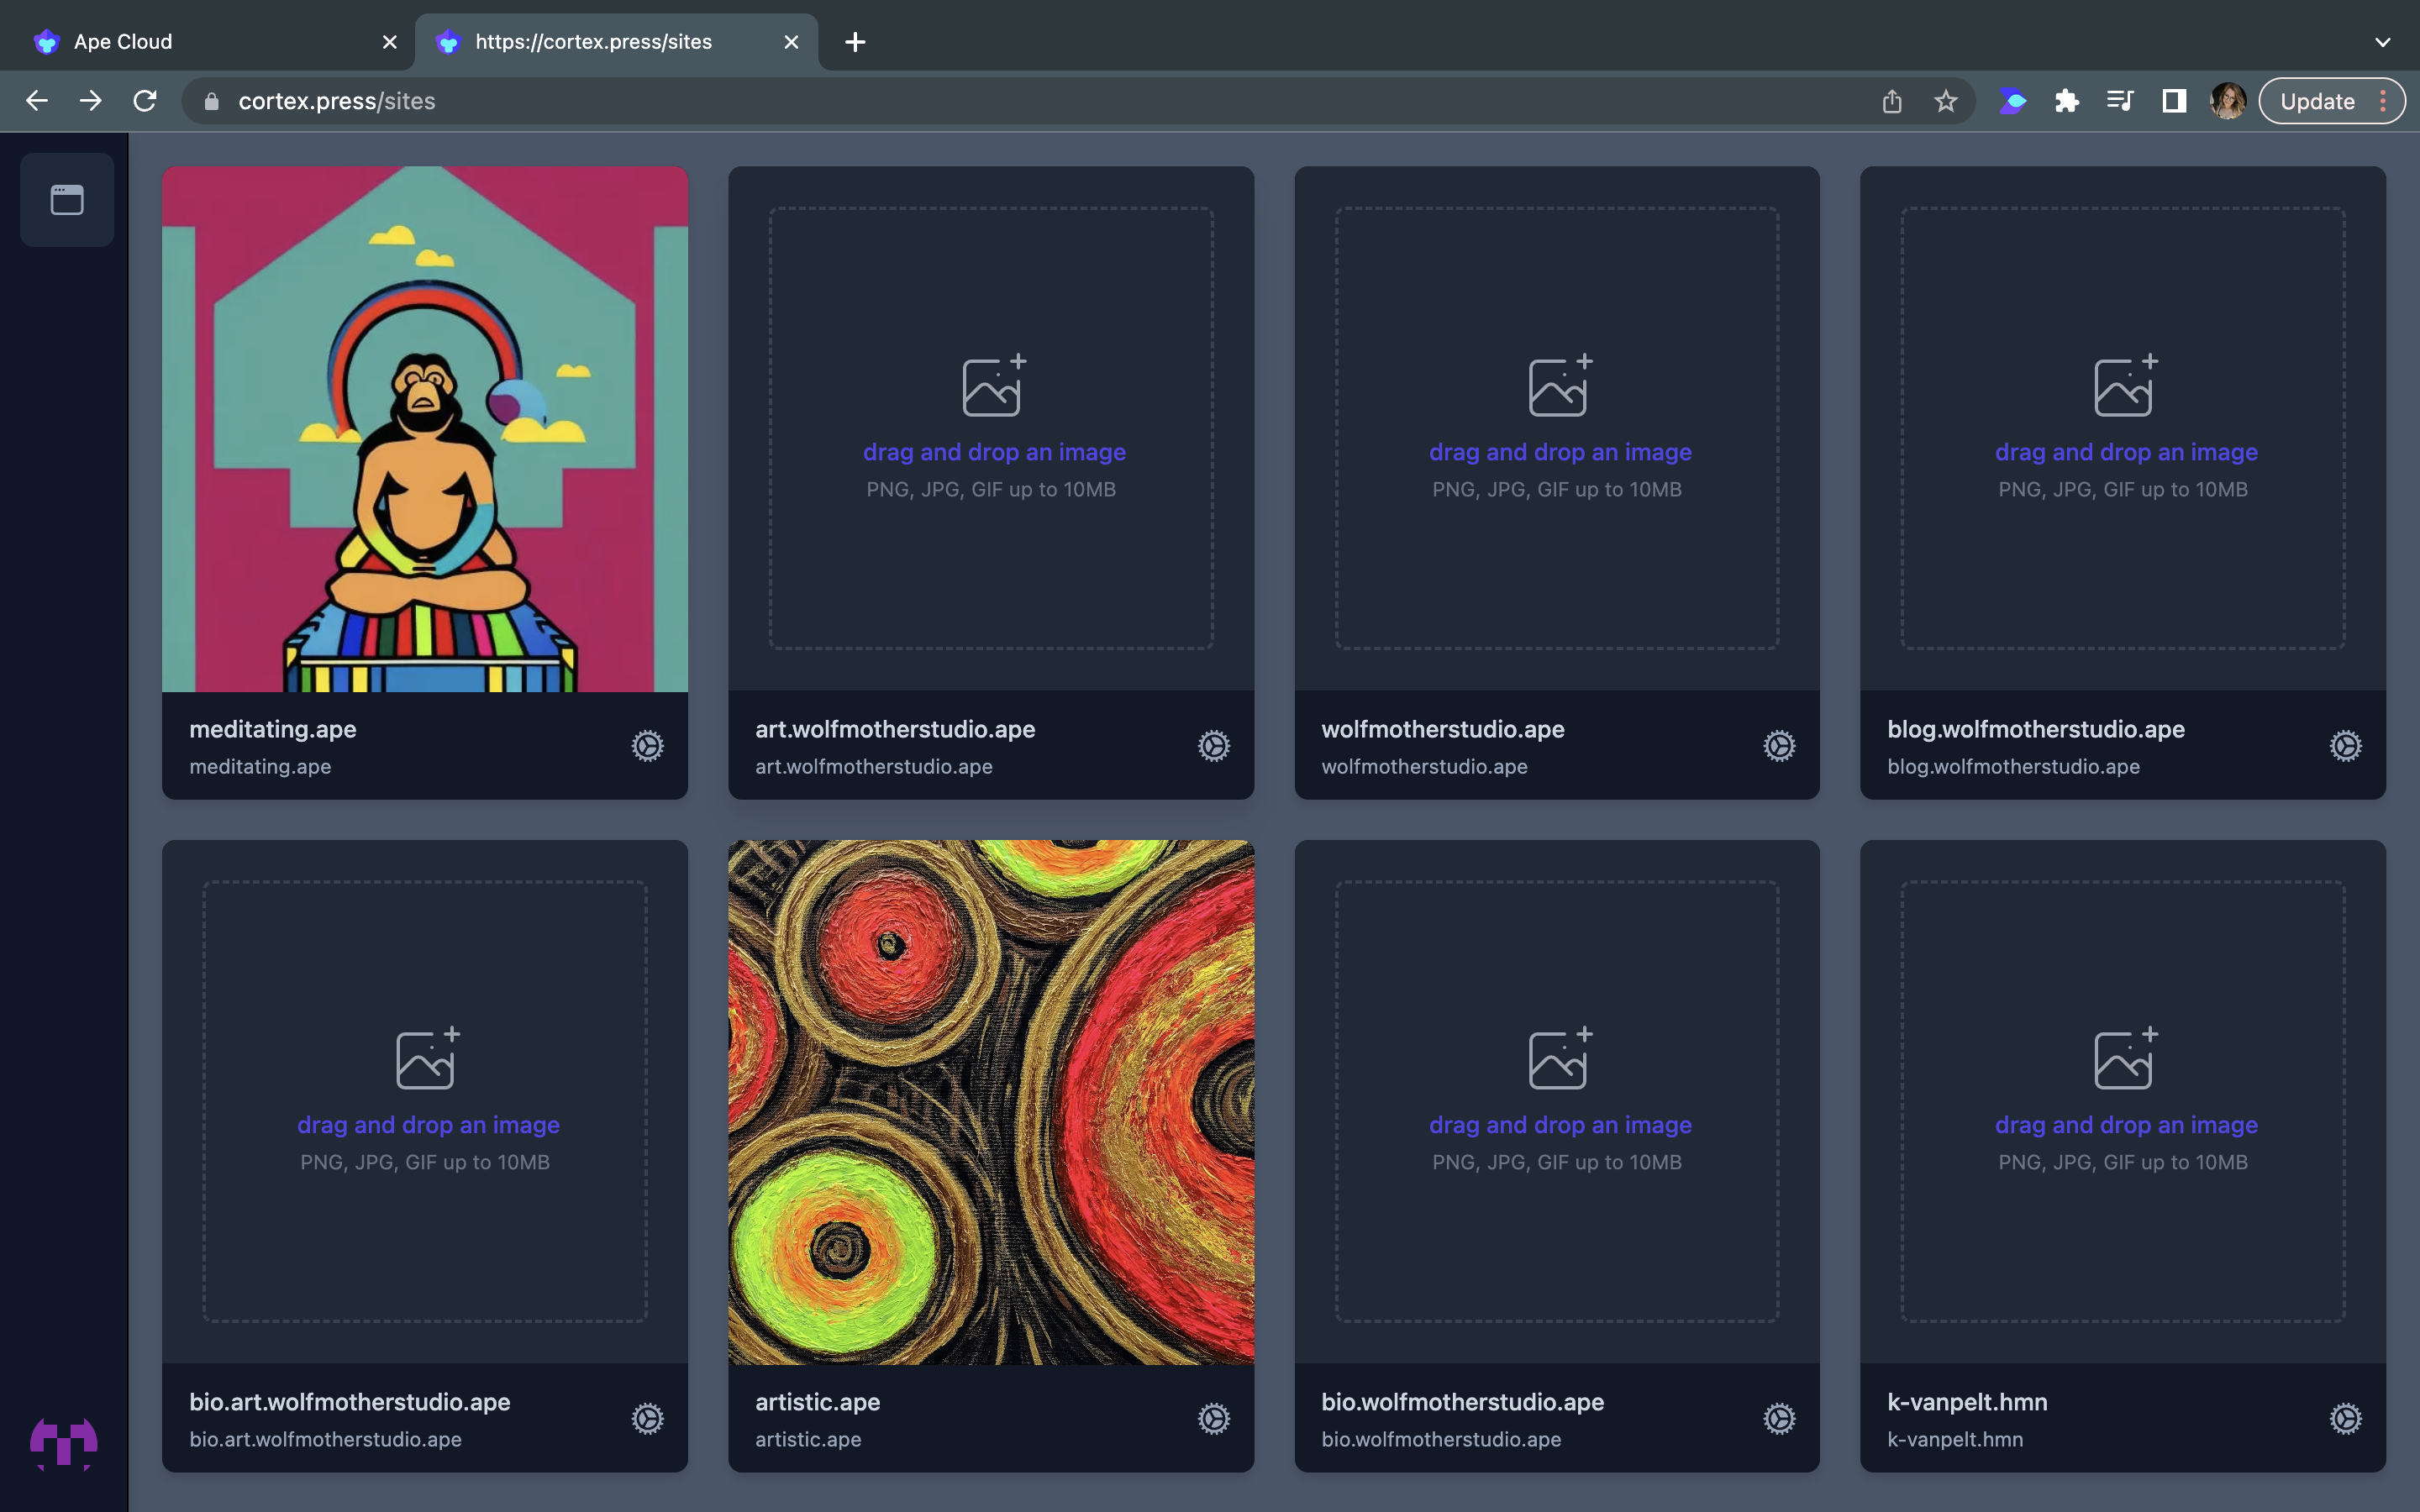 Ape Cloud
https://cortex.press/sites
cortex.press/sites
Update
drag and drop an image
PNG, JPG, GIF up to 10MB
drag and drop an image
PNG, JPG, GIF up to 10MB
drag and drop an image
PNG, JPG, GIF up to 10MB
meditating.ape
meditating.ape
art.wolfmotherstudio.ape
art.wolfmotherstudio.ape
wolfmotherstudio.ape
wolfmotherstudio.ape
blog.wolfmotherstudio.ape
blog.wolfmotherstudio.ape
drag and drop an image
PNG, JPG, GIF up to 10MB
drag and drop an image
PNG, JPG, GIF up to 10MB
drag and drop an image
PNG, JPG, GIF up to 10MB
bio.art.wolfmotherstudio.ape
bio.art.wolfmotherstudio.ape
artistic.ape
artistic.ape
bio.wolfmotherstudio.ape
bio.wolfmotherstudio.ape
k-vanpelt.hmn
k-vanpelt.hmn